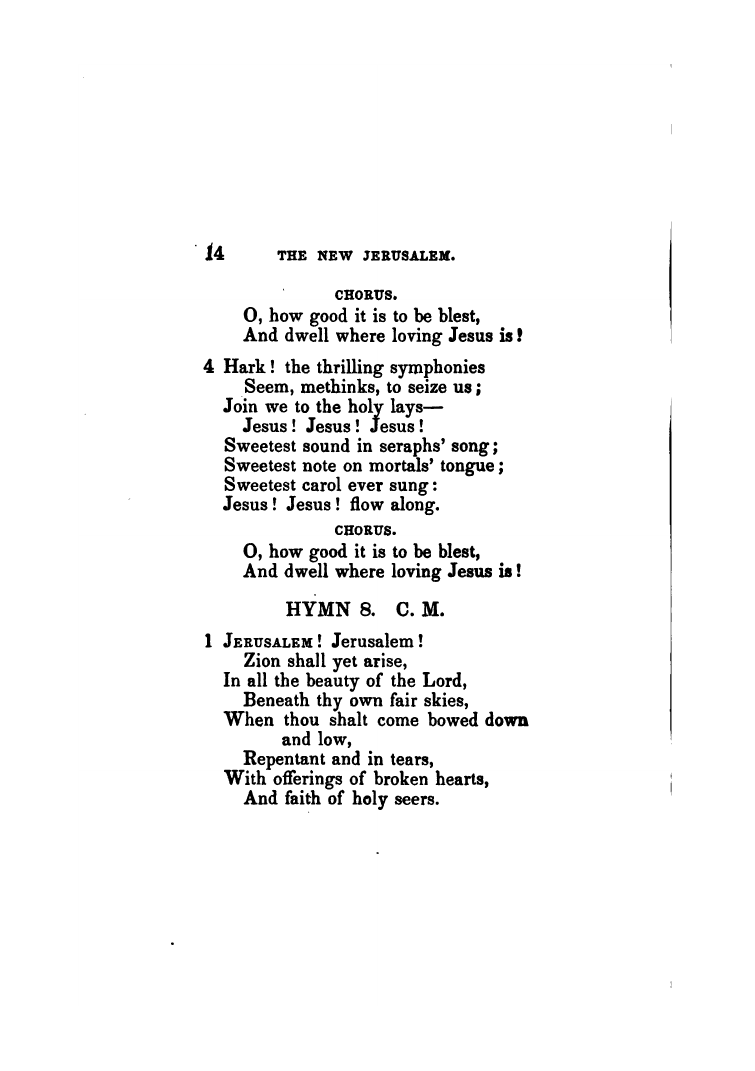 14 THE NEW JERUSALEM.
CHORUS.
O, how good it is to be blest,
And dwell where loving Jesus is!
4 Hark! the thrilling symphonies
Seem, methinks, to seize us;
Join we to the holy lays—
Jesus! Jesus! Jesus!
Sweetest sound in seraphs' song;
Sweetest note on mortals' tongue;
Sweetest carol ever sung:
Jesus! Jesus! flow along.
CHORUS.
O, how good it is to be blest,
And dwell where loving Jesus is!
HYMN 8. C. M.
1 JERUSALEM! Jerusalem!
Zion shall yet arise,
In all the beauty of the Lord,
Beneath thy own fair skies,
When thou shalt come bowed down
and low,
Repentant and in tears,
With offerings of broken hearts,
And faith of holy seers.